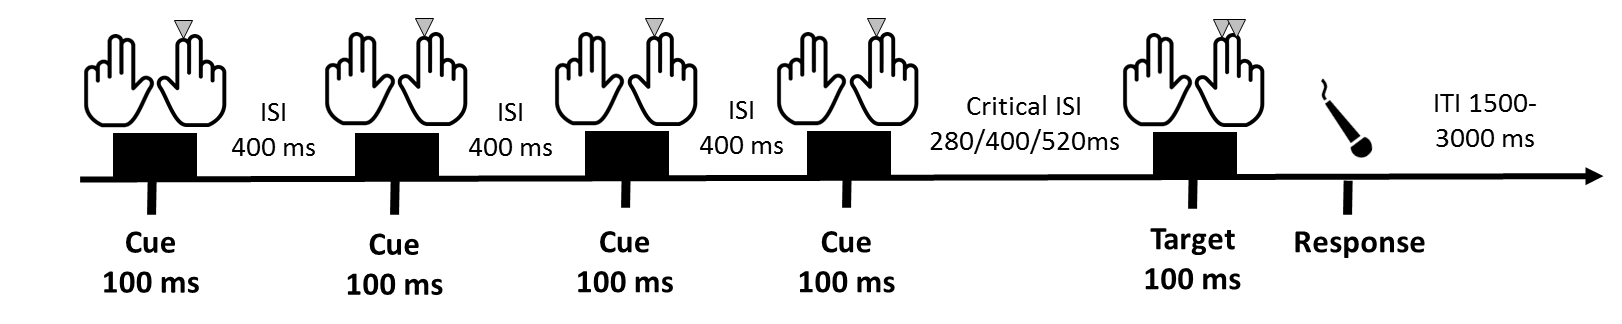 ISI
400 ms
ISI
400 ms
ISI
400 ms
Critical ISI
280/400/520ms
ITI 1500-
3000 ms
Cue
100 ms
Cue
100 ms
Cue
100 ms
Cue
100 ms
Target
100 ms
Response